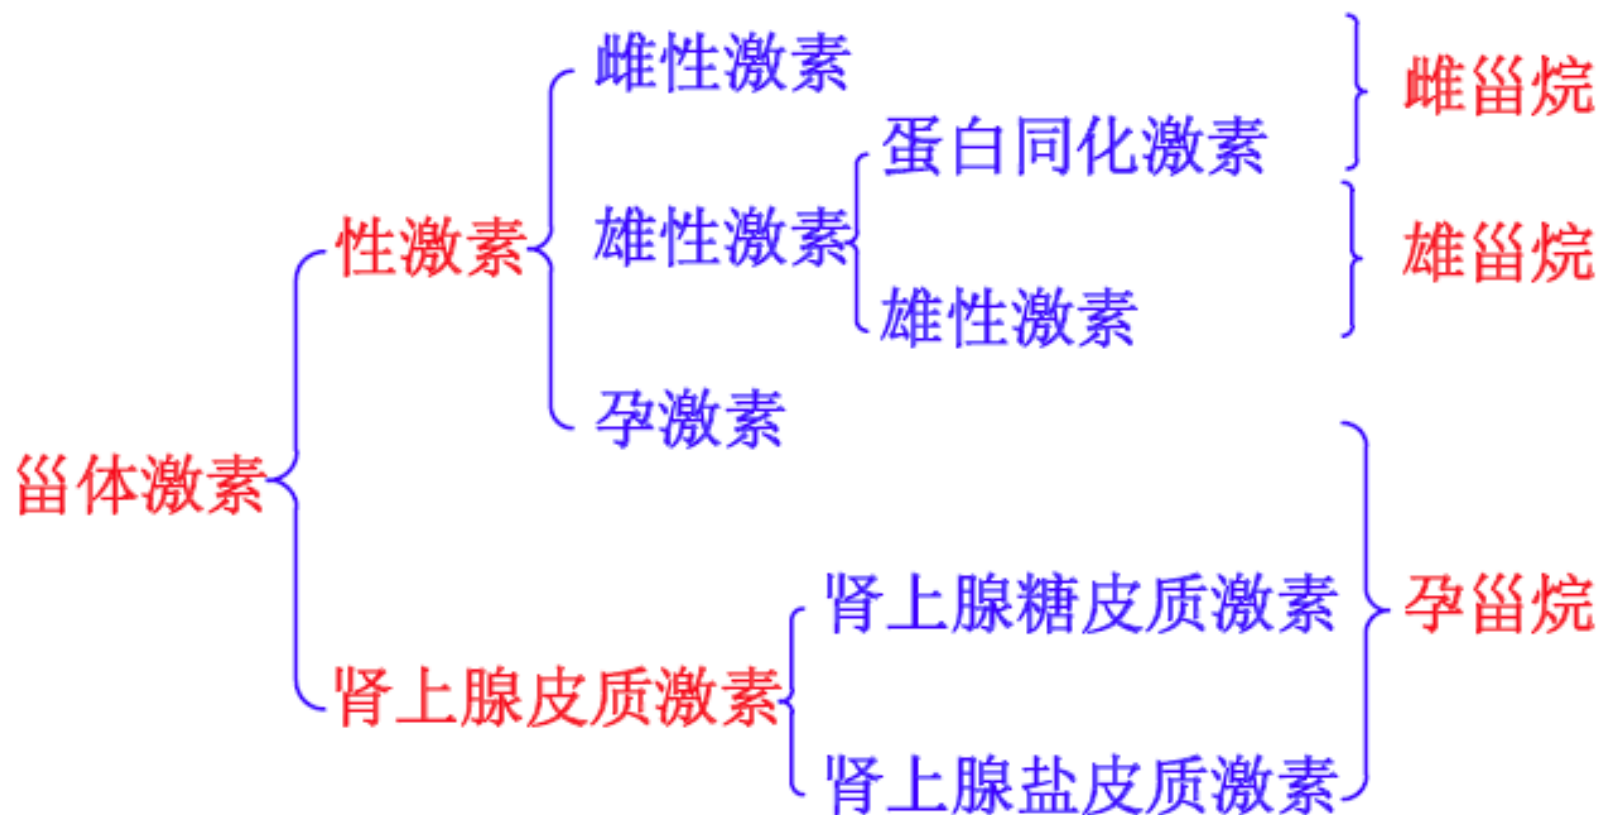 雌性激素
雌甾烷
蛋白同化激素
性激素
雄性激素
雄甾烷
雄性激素
孕激素
甾体激素
肾上腺糖皮质激素
孕甾烷
肾上腺皮质激素
肾上腺盐皮质激素